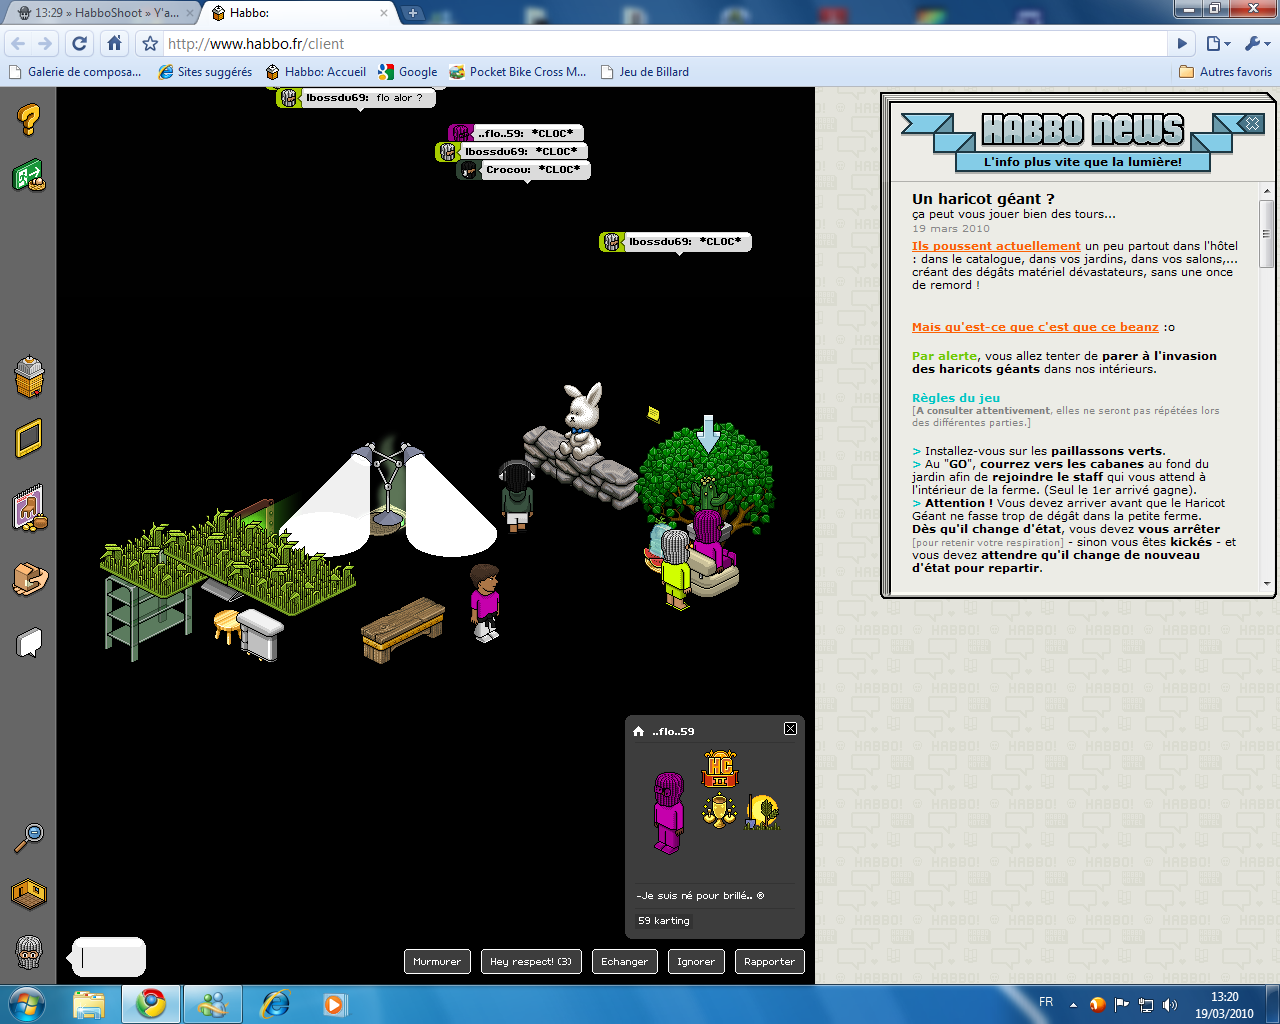 13:29 » HabboShoot » Y'a...
Habbo:
http://www.habbo.fr/client
Galerie de composa...
Sites suggérés
Habbo: Accueil
Google
Pocket Bike Cross M...
Jeu de Billard
Autres favoris
lbossdu69: flo alor ?
..flo..59: *CLOC*
lbossdu69: *CLOC*
Crocou: *CLOC*
lbossdu69: *CLOC*
HABBO NEWS
L'info plus vite que la lumière!
Un haricot géant ?
ça peut vous jouer bien des tours...
19 mars 2010
Ils poussent actuellement un peu partout dans l'hôtel
: dans le catalogue, dans vos jardins, dans vos salons,...
créant des dégâts matériel dévastateurs, sans une once
de remord !
Mais qu'est-ce que c'est que ce beanz :o
Par alerte, vous allez tenter de parer à l'invasion
des haricots géants dans nos intérieurs.
Règles du jeu
[A consulter attentivement, elles ne seront pas répétées lors
des différentes parties.]
> Installez-vous sur les paillassons verts.
> Au "GO", courrez vers les cabanes au fond du
jardin afin de rejoindre le staff qui vous attend à
l'intérieur de la ferme. (Seul le 1er arrivé gagne).
> Attention ! Vous devez arriver avant que le Haricot
Géant ne fasse trop de dégât dans la petite ferme.
Dès qu'il change d'état, vous devez vous arrêter
[pour retenir votre respiration] - sinon vous êtes kickés - et
vous devez attendre qu'il change de nouveau
d'état pour repartir.
..flo..59
HC
-Je suis né pour brillé.. ®
59 karting
Murmurer
Hey respect! (3)
Echanger
Ignorer
Rapporter
FR
13:20
19/03/2010